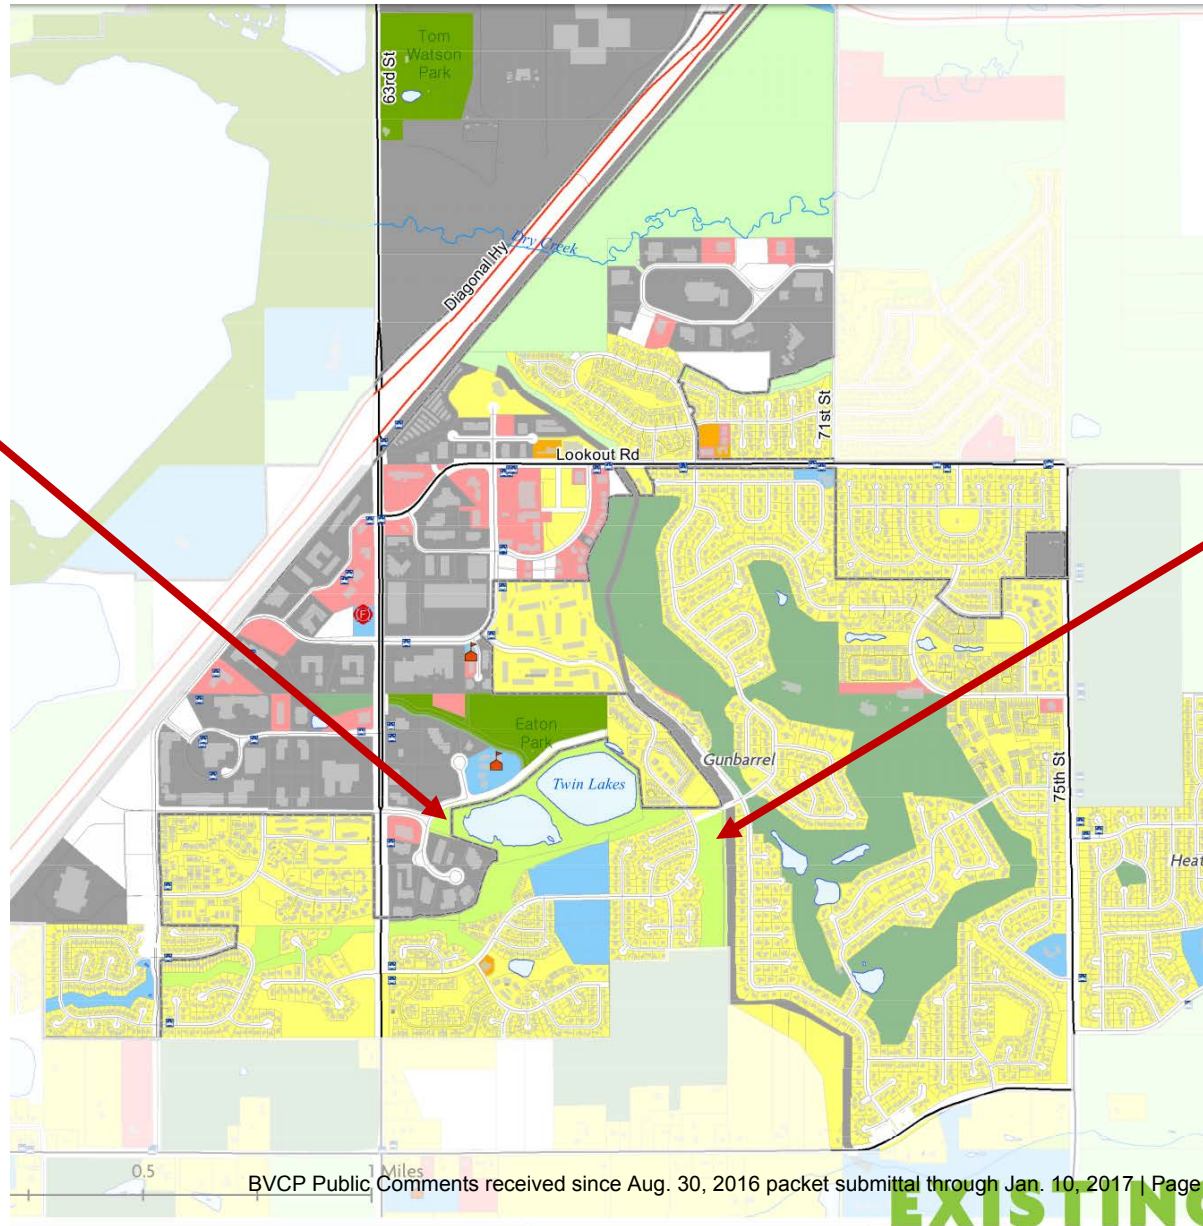 Tom
Watson
Park
63rd St
Diagonal Hy
Dry Creek
71st St
Lookout Rd
Eaton
Park
Twin Lakes
Gunbarrel
75th St
Heat
0.5
1 Miles
BVCP Public Comments received since Aug. 30, 2016 packet submittal through Jan. 10, 2017 | Page
EXISTING